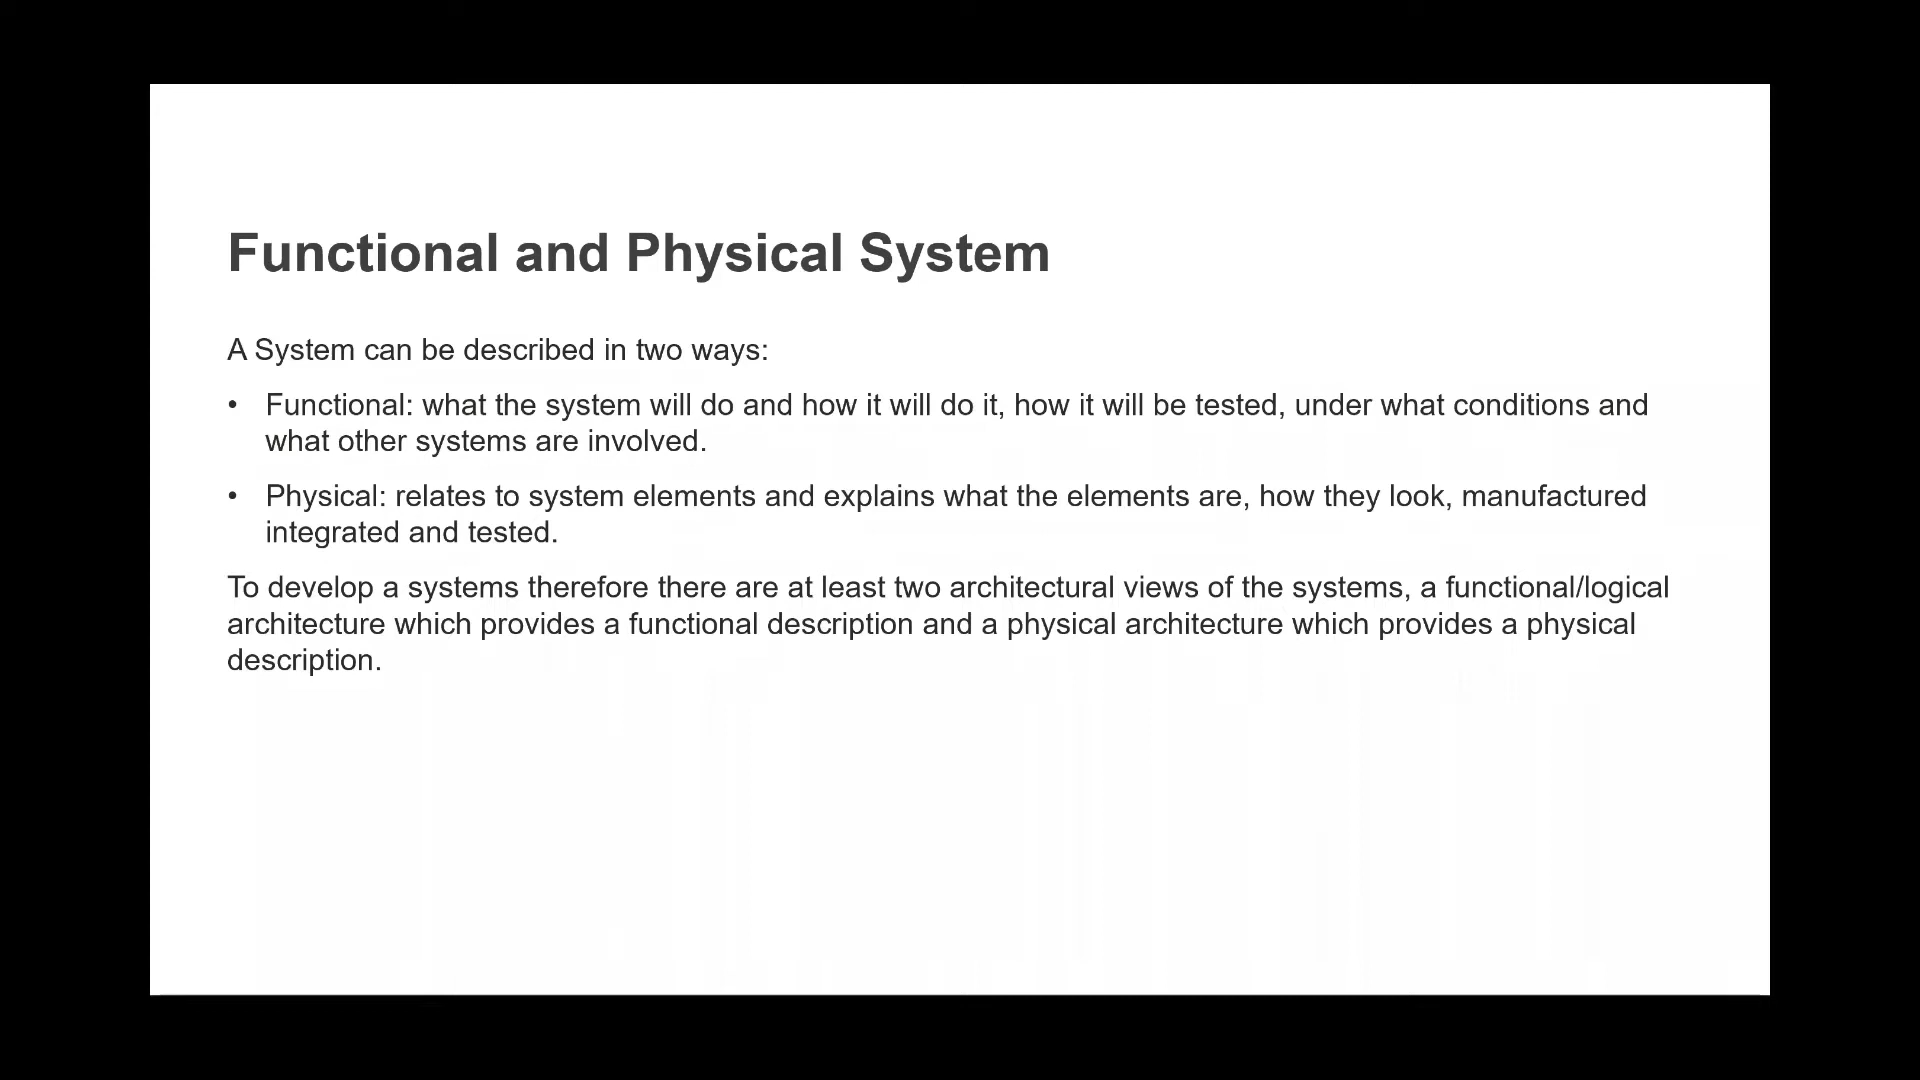 Functional and Physical System
A System can be described in two ways:
• Functional: what the system will do and how it will do it, how it will be tested, under what conditions and
what other systems are involved.
• Physical: relates to system elements and explains what the elements are, how they look, manufactured
integrated and tested.
To develop a systems therefore there are at least two architectural views of the systems, a functional/logical
architecture which provides a functional description and a physical architecture which provides a physical
description.